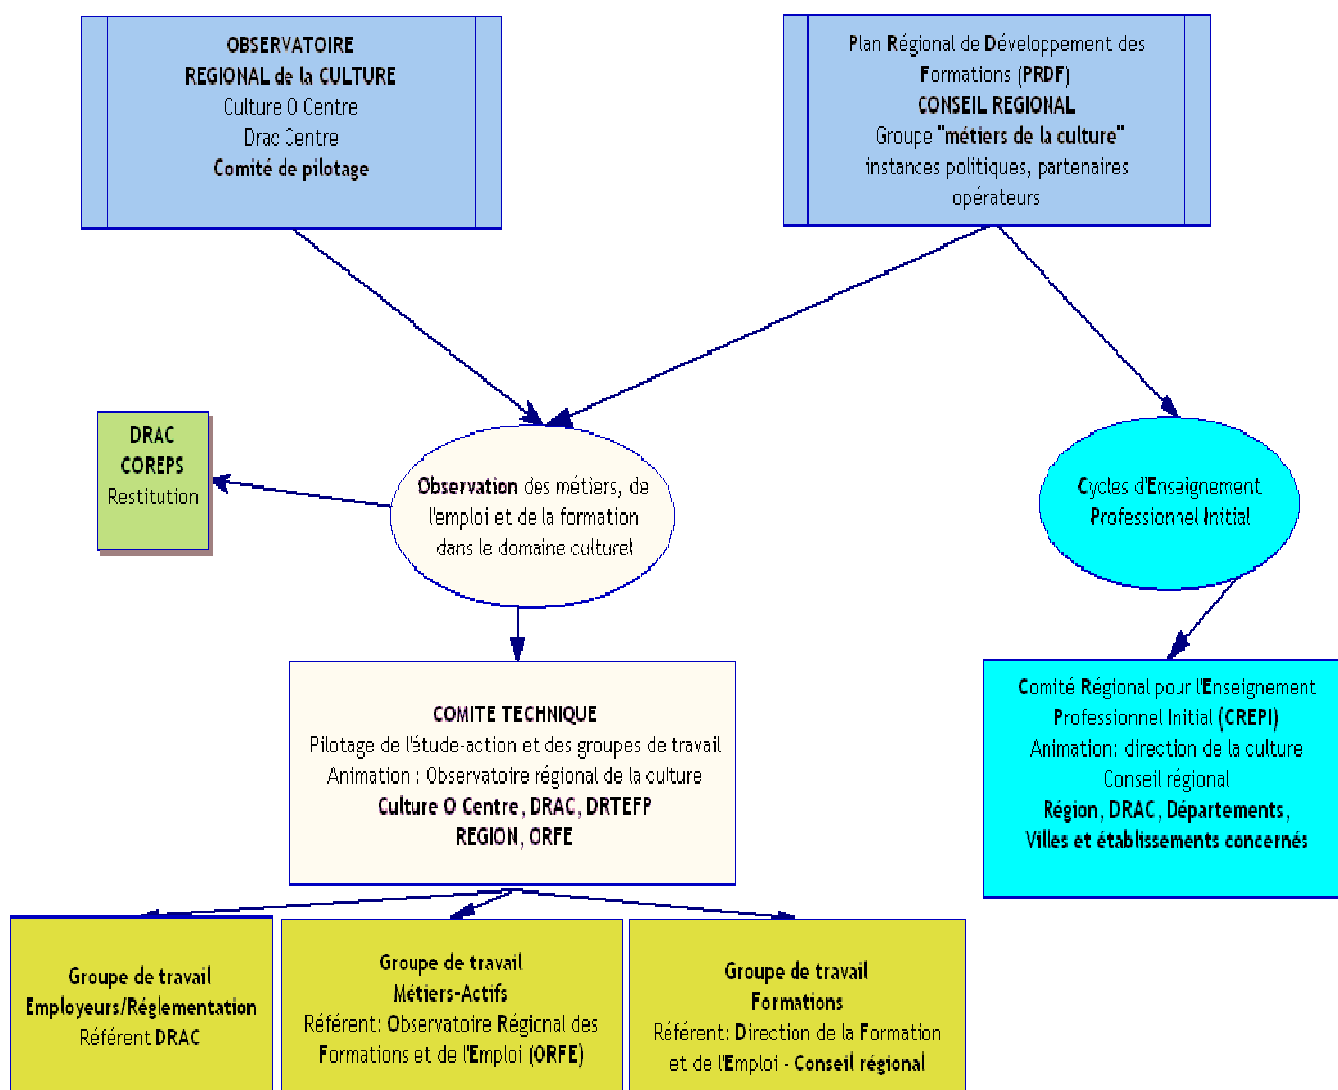 OBSERVATOIRE
REGIONAL de la CULTURE
Culture O Centre
Drac Centre
Comité de pilotage
Plan Régional de Développement des
Formations (PRDF)
CONSEIL REGIONAL
Groupe "métiers de la culture"
instances politiques, partenaires
opérateurs
DRAC
COREPS
Restitution
Observation des métiers, de
l'emploi et de la formation
dans le domaine culturel
Cycles d'Enseignement
Professionnel Initial
COMITE TECHNIQUE
Pilotage de l'étude-action et des groupes de travail
Animation : Observatoire régional de la culture
Culture O Centre, DRAC, DRTEFP
REGION, ORFE
Comité Régional pour l'Enseignement
Professionnel Initial (CREPI)
Animation: direction de la culture
Conseil régional
Région, DRAC, Départements,
Villes et établissements concernés
Groupe de travail
Employeurs/Réglementation
Référent DRAC
Groupe de travail
Métiers-Actifs
Référent: Observatoire Régional des
Formations et de l'Emploi (ORFE)
Groupe de travail
Formations
Référent: Direction de la Formation
et de l'Emploi - Conseil régional